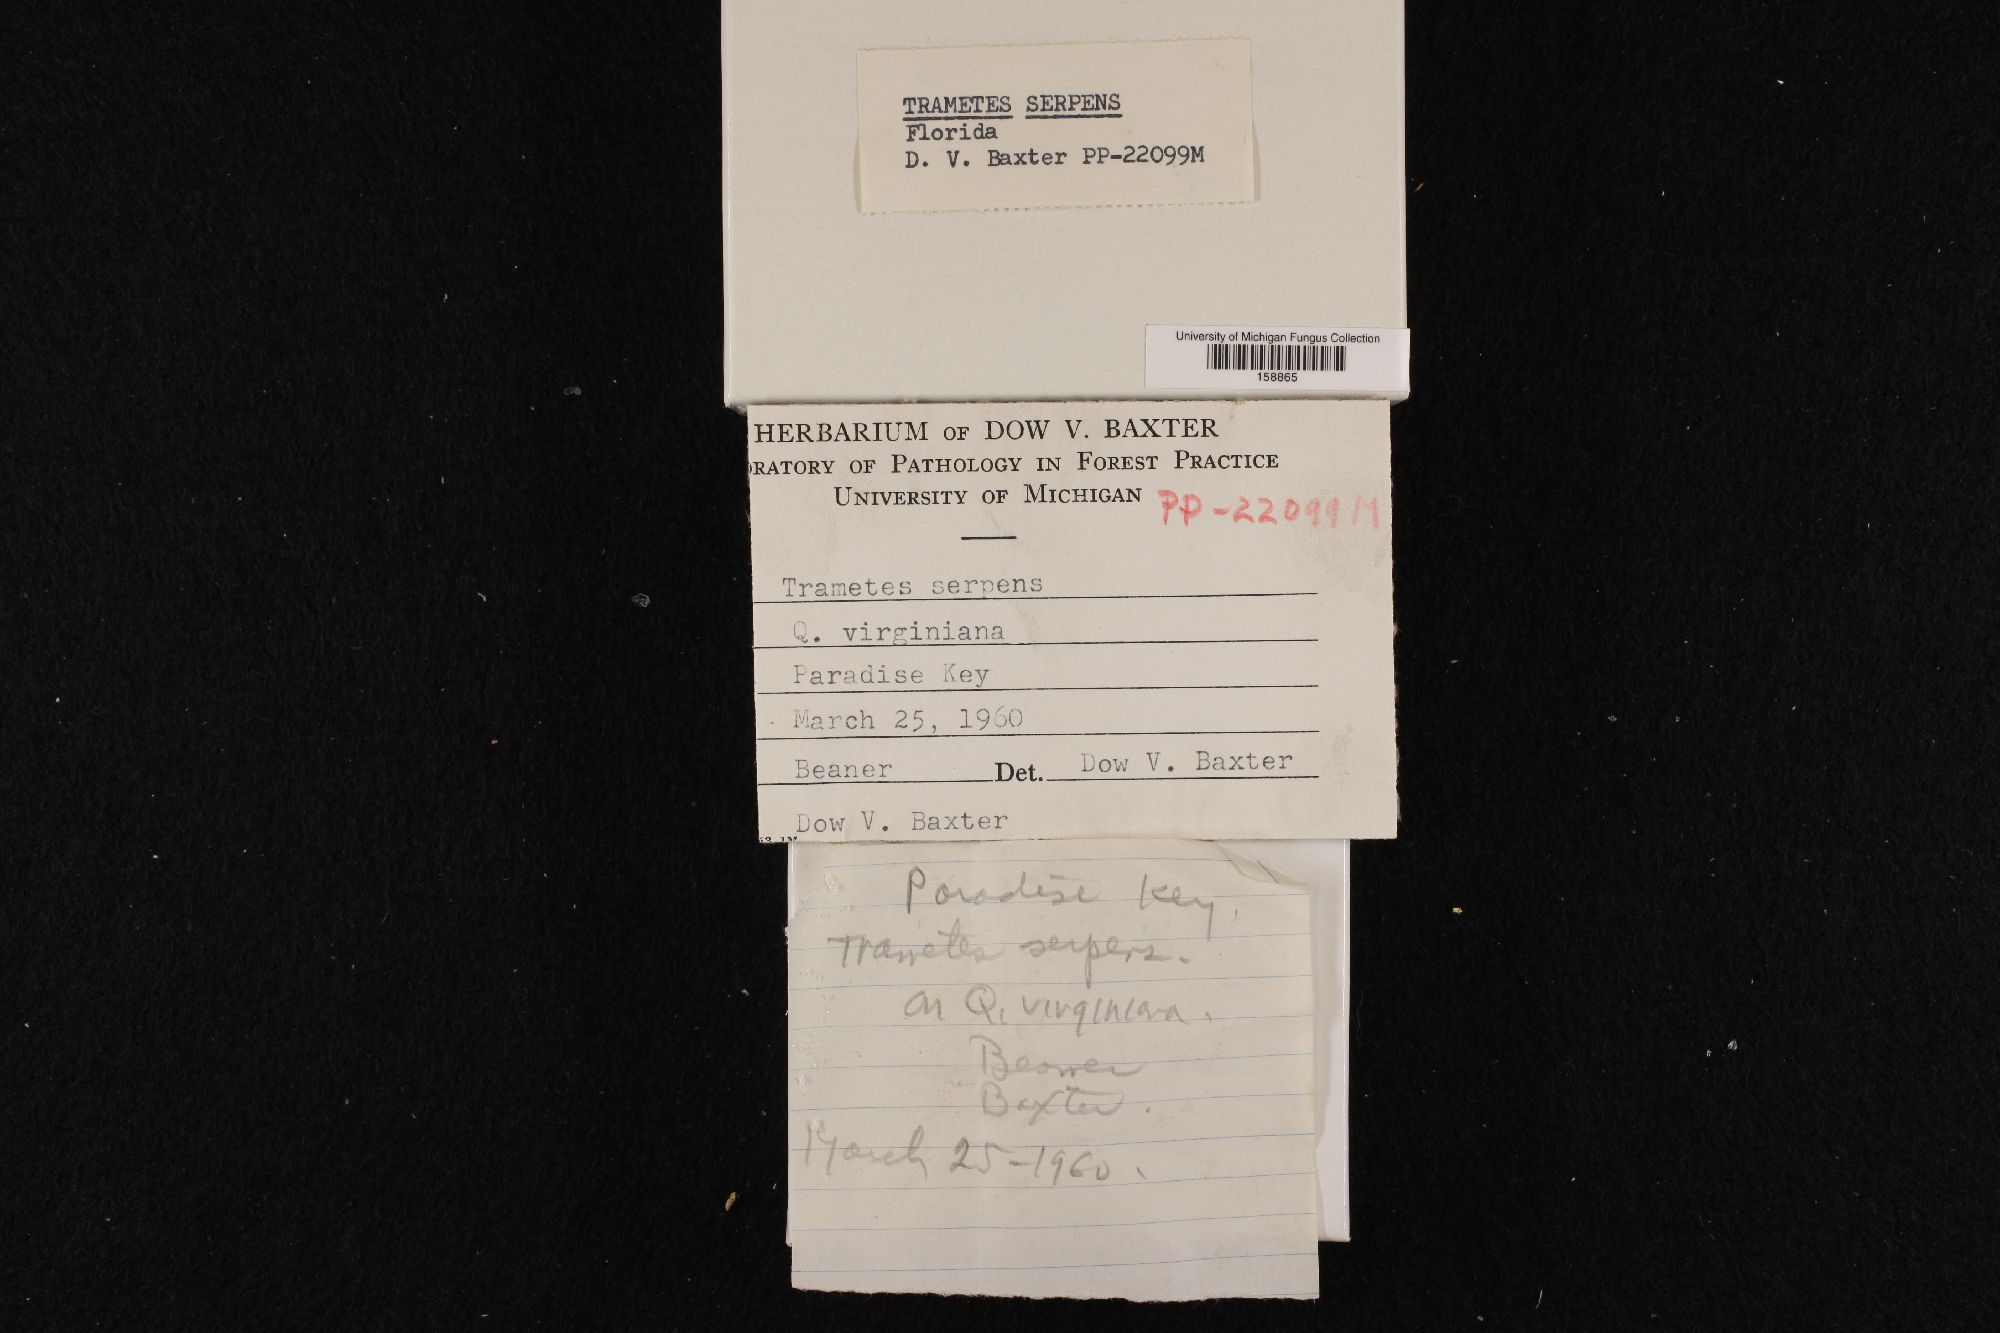 TRAMETES SERPENS
Florida
D. V. Baxter PP-22099M
University of Michigan Fungus Collection
158865
HERBARIUM OF DOW V. BAXTER
ORATORY OF PATHOLOGY IN FOREST PRACTICE
UNIVERSITY OF MICHIGAN
PP-22099M
Trametes serpens
Q. virginiana
Paradise Key
March 25, 1960
Beaner Det. Dow V. Baxter
Dow V. Baxter
Paradise Key,
Trametes serpens.
on Q. virginiana.
Beaner
Baxter.
March 25-1960.